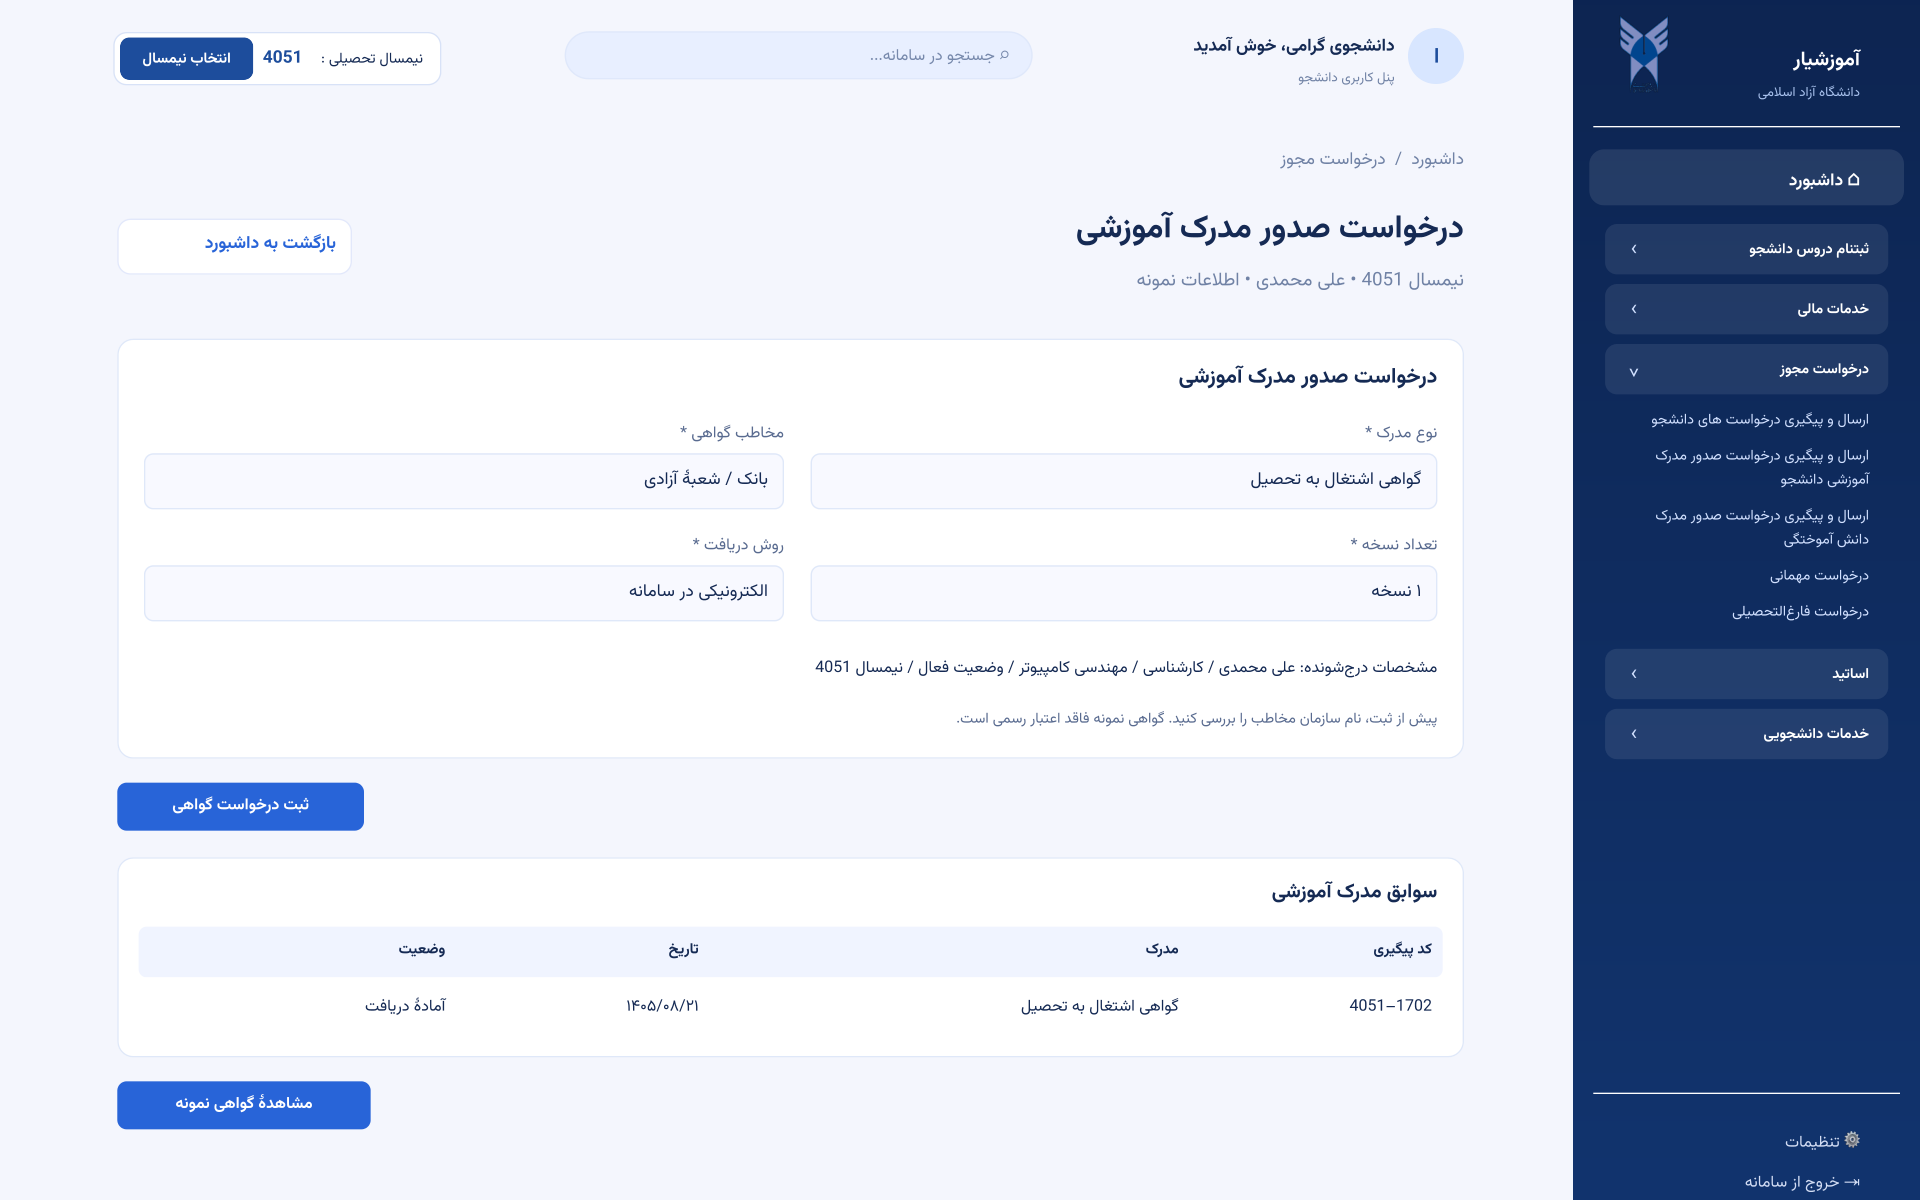 آموزشیار
دانشگاه آزاد اسلامی
⌂ داشبورد
ثبتنام دروس دانشجو
خدمات مالی
درخواست مجوز
ارسال و پیگیری درخواست های دانشجو
ارسال و پیگیری درخواست صدور مدرک
آموزشی دانشجو
ارسال و پیگیری درخواست صدور مدرک
دانش آموختگی
درخواست مهمانی
درخواست فارغ‌التحصیلی
اساتید
خدمات دانشجویی
تنظیمات
خروج از سامانه
ا
دانشجوی گرامی، خوش آمدید
پنل کاربری دانشجو
جستجو در سامانه...
نیمسال تحصیلی : 4051 انتخاب نیمسال
داشبورد / درخواست مجوز
درخواست صدور مدرک آموزشی
نیمسال 4051 • علی محمدی • اطلاعات نمونه
بازگشت به داشبورد
درخواست صدور مدرک آموزشی
نوع مدرک *
گواهی اشتغال به تحصیل
مخاطب گواهی *
بانک / شعبهٔ آزادی
تعداد نسخه *
۱ نسخه
روش دریافت *
الکترونیکی در سامانه
مشخصات درج‌شونده: علی محمدی / کارشناسی / مهندسی کامپیوتر / وضعیت فعال / نیمسال 4051
پیش از ثبت، نام سازمان مخاطب را بررسی کنید. گواهی نمونه فاقد اعتبار رسمی است.
ثبت درخواست گواهی
سوابق مدرک آموزشی
کد پیگیری مدرک تاریخ وضعیت
4051–1702 گواهی اشتغال به تحصیل ۱۴۰۵/۰۸/۲۱ آمادهٔ دریافت
مشاهدهٔ گواهی نمونه